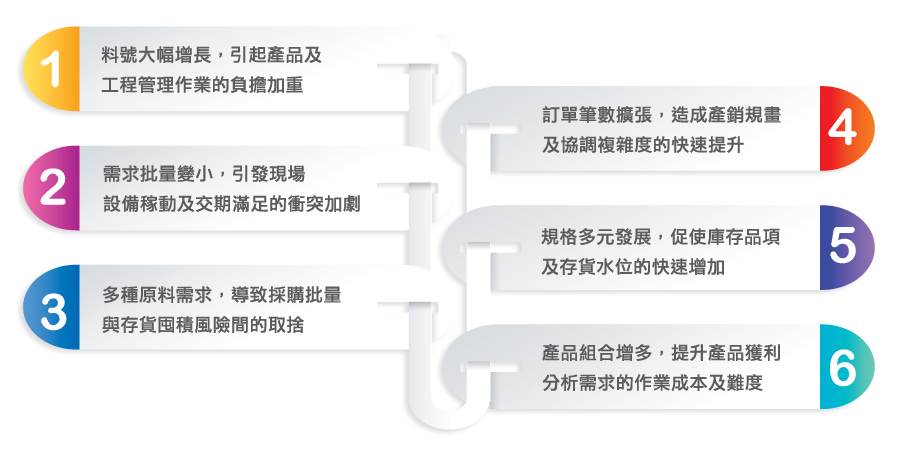 1
料號大幅增長，引起產品及
工程管理作業的負擔加重
2
需求批量變小，引發現場
設備稼動及交期滿足的衝突加劇
3
多種原料需求，導致採購批量
與存貨囤積風險間的取捨
4
訂單筆數擴張，造成產銷規畫
及協調複雜度的快速提升
5
規格多元發展，促使庫存品項
及存貨水位的快速增加
6
產品組合增多，提升產品獲利
分析需求的作業成本及難度